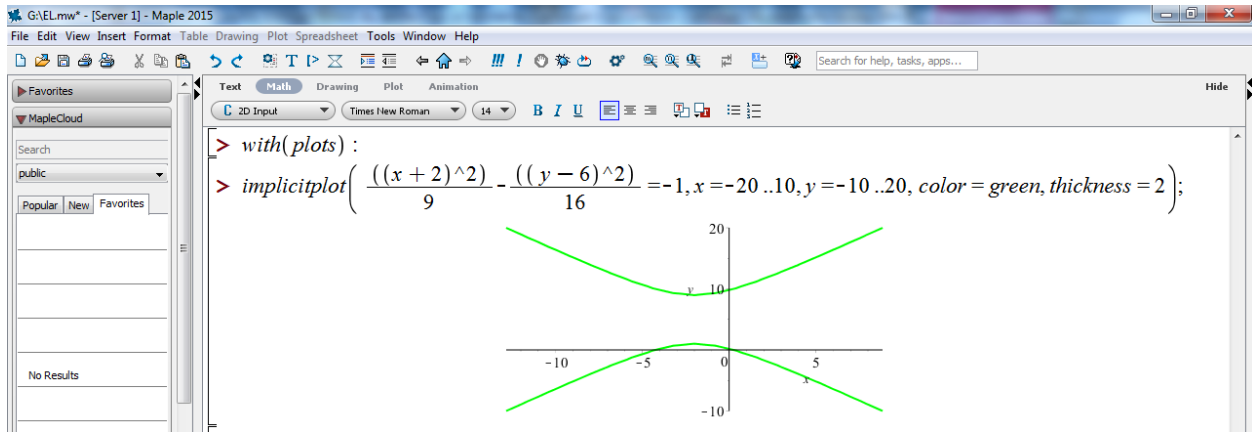 G:\EL.mw* - [Server 1] - Maple 2015
File Edit View Insert Format Table Drawing Plot Spreadsheet Tools Window Help
Search for help, tasks, apps...
Favorites
MapleCloud
Search
public
Popular New Favorites
No Results
Text Math Drawing Plot Animation Hide
C 2D Input Times New Roman 14 B I U
> with(plots) :
> implicitplot( ((x + 2)^2)/9 - ((y − 6)^2)/16 = −1, x = −20 ..10, y = −10 ..20, color = green, thickness = 2 );
20
y 10
−10 −5 0 5
x
−10